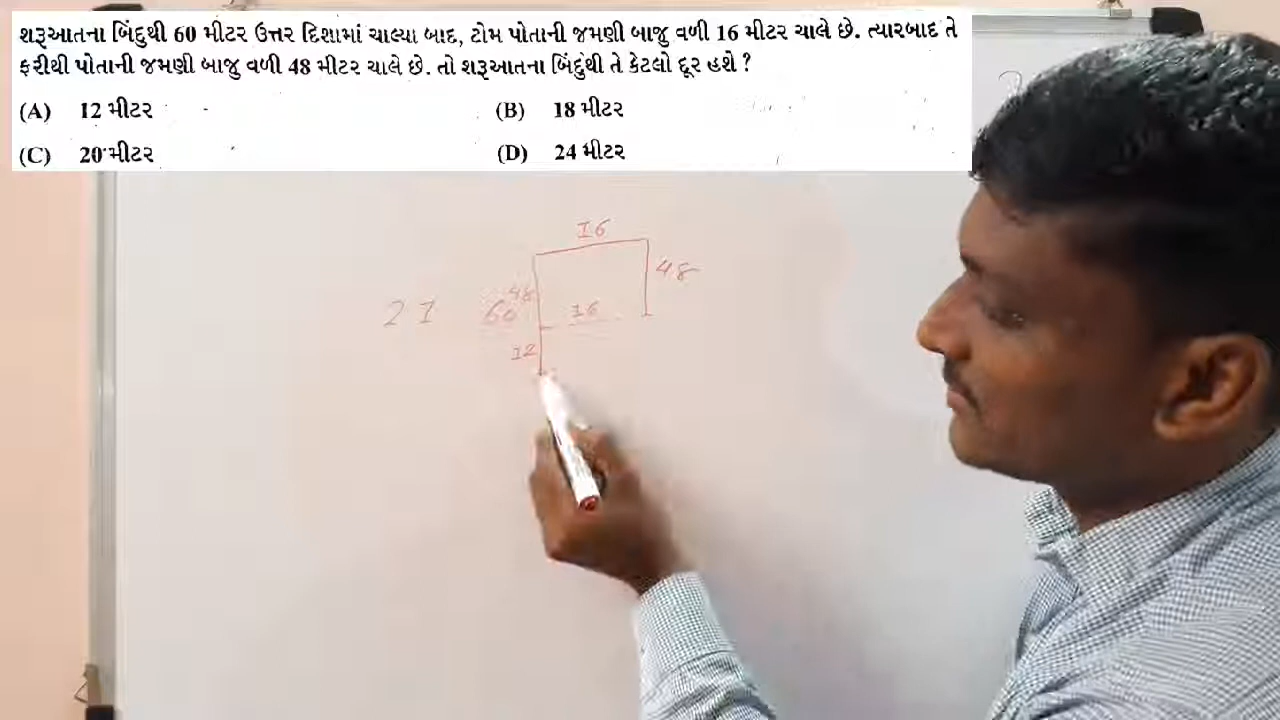 શરૂઆતના બિંદુથી 60 મીટર ઉત્તર દિશામાં ચાલ્યા બાદ, ટોમ પોતાની જમણી બાજુ વળી 16 મીટર ચાલે છે. ત્યારબાદ તે
ફરીથી પોતાની જમણી બાજુ વળી 48 મીટર ચાલે છે. તો શરૂઆતના બિંદુથી તે કેટલો દૂર હશે ?
(A) 12 મીટર (B) 18 મીટર
(C) 20 મીટર (D) 24 મીટર
16
48
21 60 48 16
12